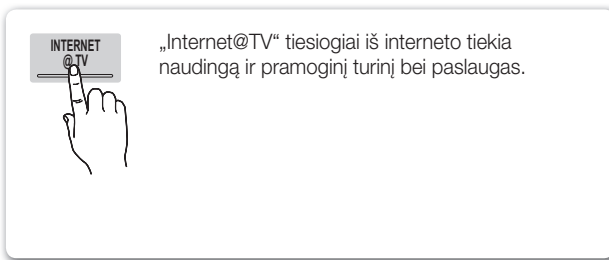 INTERNET
@ TV
„Internet@TV“ tiesiogiai iš interneto tiekia
naudingą ir pramoginį turinį bei paslaugas.